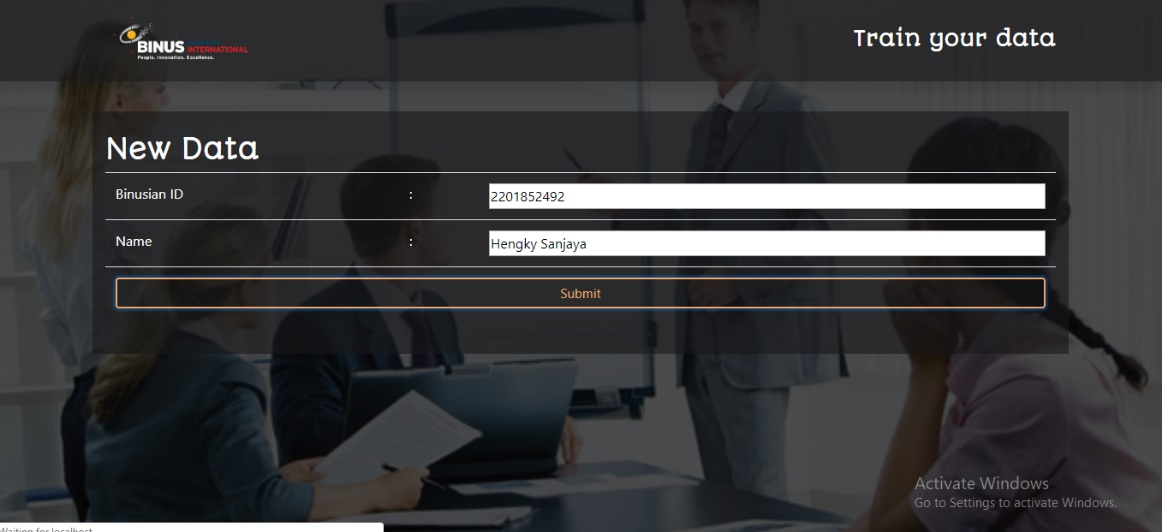 BINUS INTERNATIONAL
People. Innovation. Excellence.
Train your data
New Data
Binusian ID : 2201852492
Name : Hengky Sanjaya
Submit
Activate Windows
Go to Settings to activate Windows.
Waiting for localhost